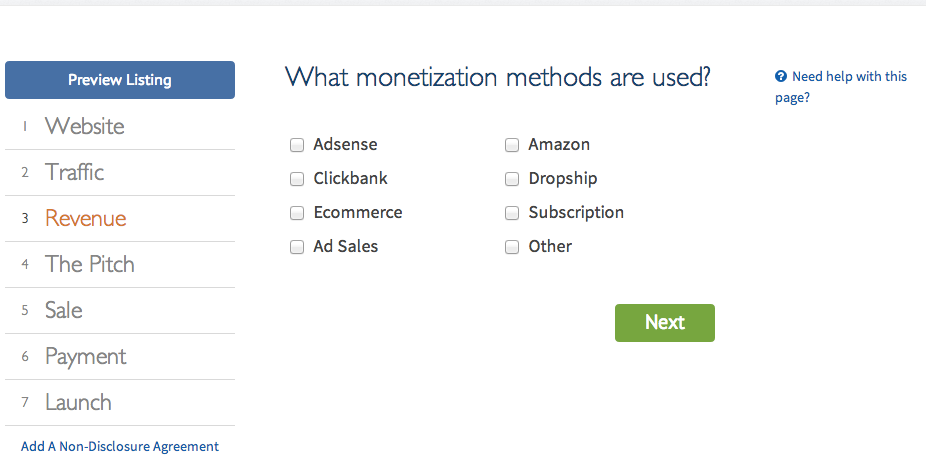 Preview Listing
1 Website
2 Traffic
3 Revenue
4 The Pitch
5 Sale
6 Payment
7 Launch
Add A Non-Disclosure Agreement
What monetization methods are used?
Adsense
Amazon
Clickbank
Dropship
Ecommerce
Subscription
Ad Sales
Other
Next
? Need help with this
page?